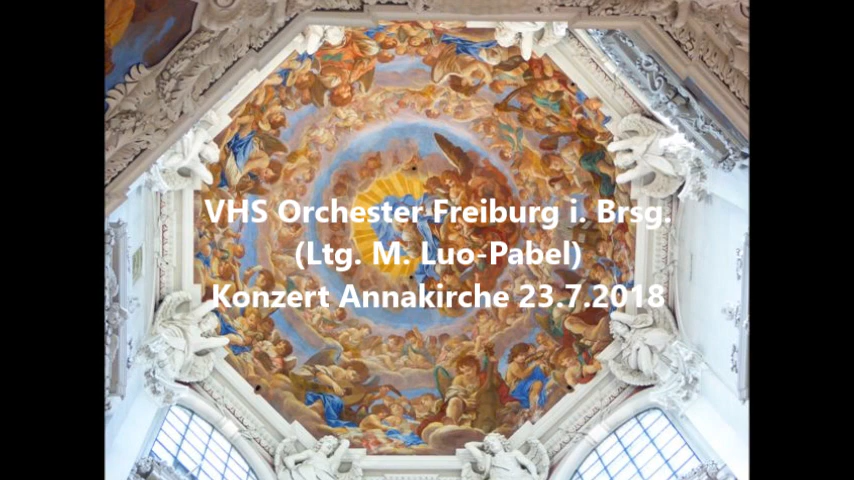 VHS Orchester Freiburg i. Brsg.
(Ltg. M. Luo-Pabel)
Konzert Annakirche 23.7.2018